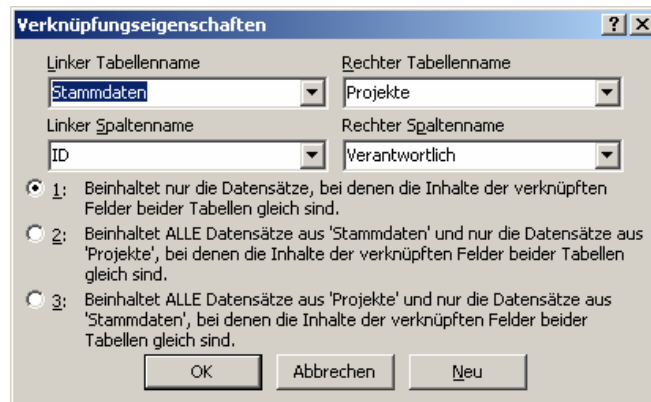 Verknüpfungseigenschaften
Linker Tabellenname Rechter Tabellenname
Stammdaten Projekte
Linker Spaltenname Rechter Spaltenname
ID Verantwortlich
1: Beinhaltet nur die Datensätze, bei denen die Inhalte der verknüpften
Felder beider Tabellen gleich sind.
2: Beinhaltet ALLE Datensätze aus 'Stammdaten' und nur die Datensätze aus
'Projekte', bei denen die Inhalte der verknüpften Felder beider Tabellen
gleich sind.
3: Beinhaltet ALLE Datensätze aus 'Projekte' und nur die Datensätze aus
'Stammdaten', bei denen die Inhalte der verknüpften Felder beider
Tabellen gleich sind.
OK Abbrechen Neu